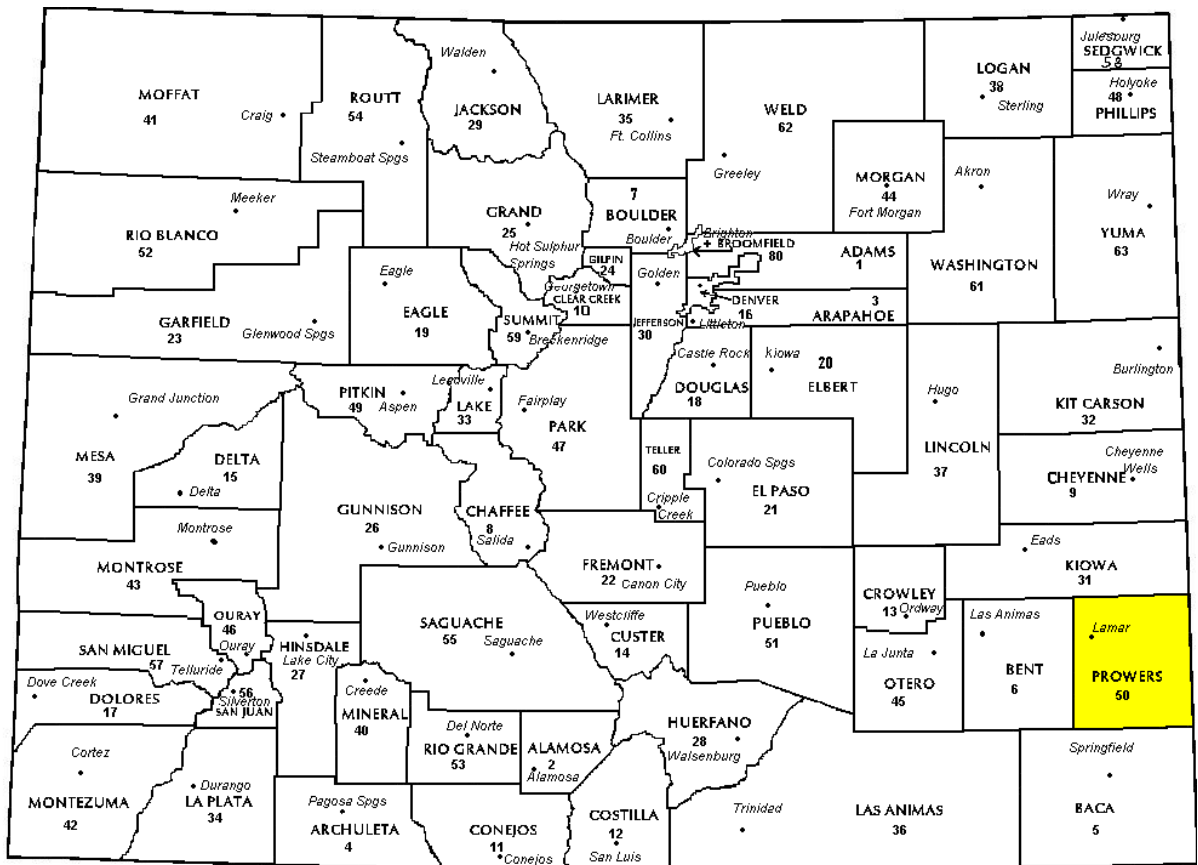 Walden
Julesburg
SEDGWICK
58
LOGAN
38
Sterling
Holyoke
48
PHILLIPS
MOFFAT
41
Craig
ROUTT
54
Steamboat Spgs
JACKSON
29
LARIMER
35
Ft. Collins
WELD
62
Greeley
MORGAN
44
Fort Morgan
Akron
WASHINGTON
61
Wray
YUMA
63
Meeker
RIO BLANCO
52
GRAND
25
Hot Sulphur
Springs
7
BOULDER
Boulder
Brighton
+ BROOMFIELD
80
ADAMS
1
GILPIN
24
Golden
Georgetown
CLEAR CREEK
10
DENVER
16
3
ARAPAHOE
Littleton
JEFFERSON
30
Eagle
EAGLE
19
SUMMIT
59
Breckenridge
GARFIELD
23
Glenwood Spgs
Castle Rock
DOUGLAS
18
kiowa
20
ELBERT
Hugo
LINCOLN
37
Burlington
KIT CARSON
32
Grand Junction
MESA
39
PITKIN
49
Aspen
Leadville
LAKE
33
Fairplay
PARK
47
DELTA
15
Delta
TELLER
60
Cripple
Creek
Colorado Spgs
EL PASO
21
Cheyenne
Wells
CHEYENNE
9
GUNNISON
26
Gunnison
CHAFFEE
8
Salida
Montrose
MONTROSE
43
FREMONT
22
Canon City
Eads
KIOWA
31
OURAY
46
Ouray
SAGUACHE
55
Saguache
Westcliffe
CUSTER
14
Pueblo
PUEBLO
51
CROWLEY
13
Ordway
Las Animas
BENT
6
Lamar
PROWERS
50
SAN MIGUEL
57
Telluride
HINSDALE
Lake City
27
La Junta
OTERO
45
Dove Creek
DOLORES
17
56
Silverton
SAN JUAN
Creede
MINERAL
40
Del Norte
RIO GRANDE
53
ALAMOSA
2
Alamosa
HUERFANO
28
Walsenburg
Cortez
MONTEZUMA
42
Durango
LA PLATA
34
Pagosa Spgs
ARCHULETA
4
CONEJOS
11
Conejos
COSTILLA
12
San Luis
Trinidad
LAS ANIMAS
36
Springfield
BACA
5